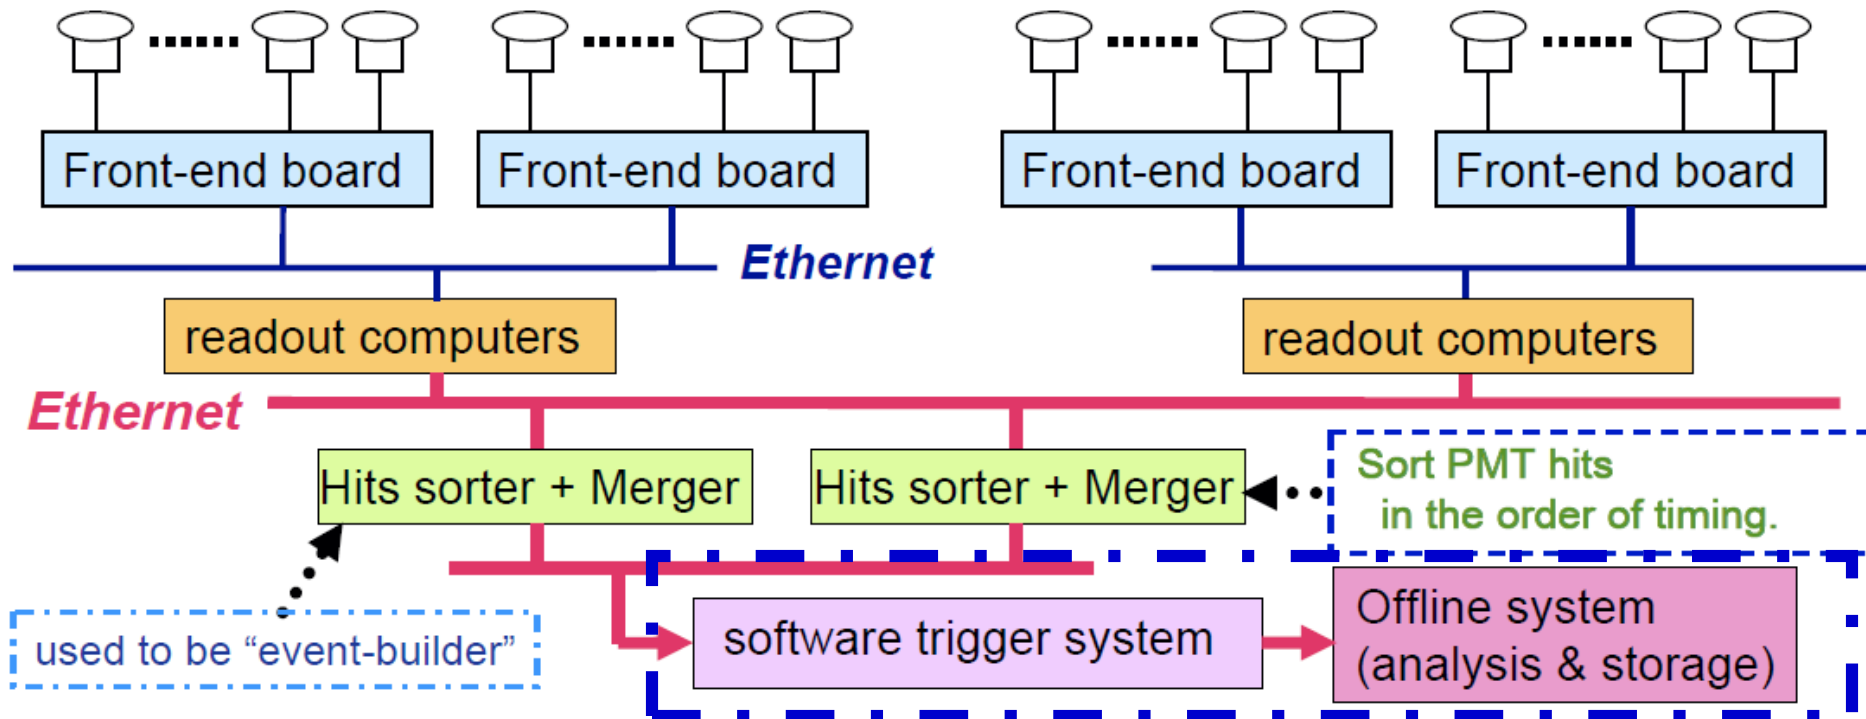 Front-end board
Front-end board
Front-end board
Front-end board
Ethernet
readout computers
readout computers
Ethernet
Hits sorter + Merger
Hits sorter + Merger
Sort PMT hits
in the order of timing.
used to be “event-builder”
software trigger system
Offline system
(analysis & storage)